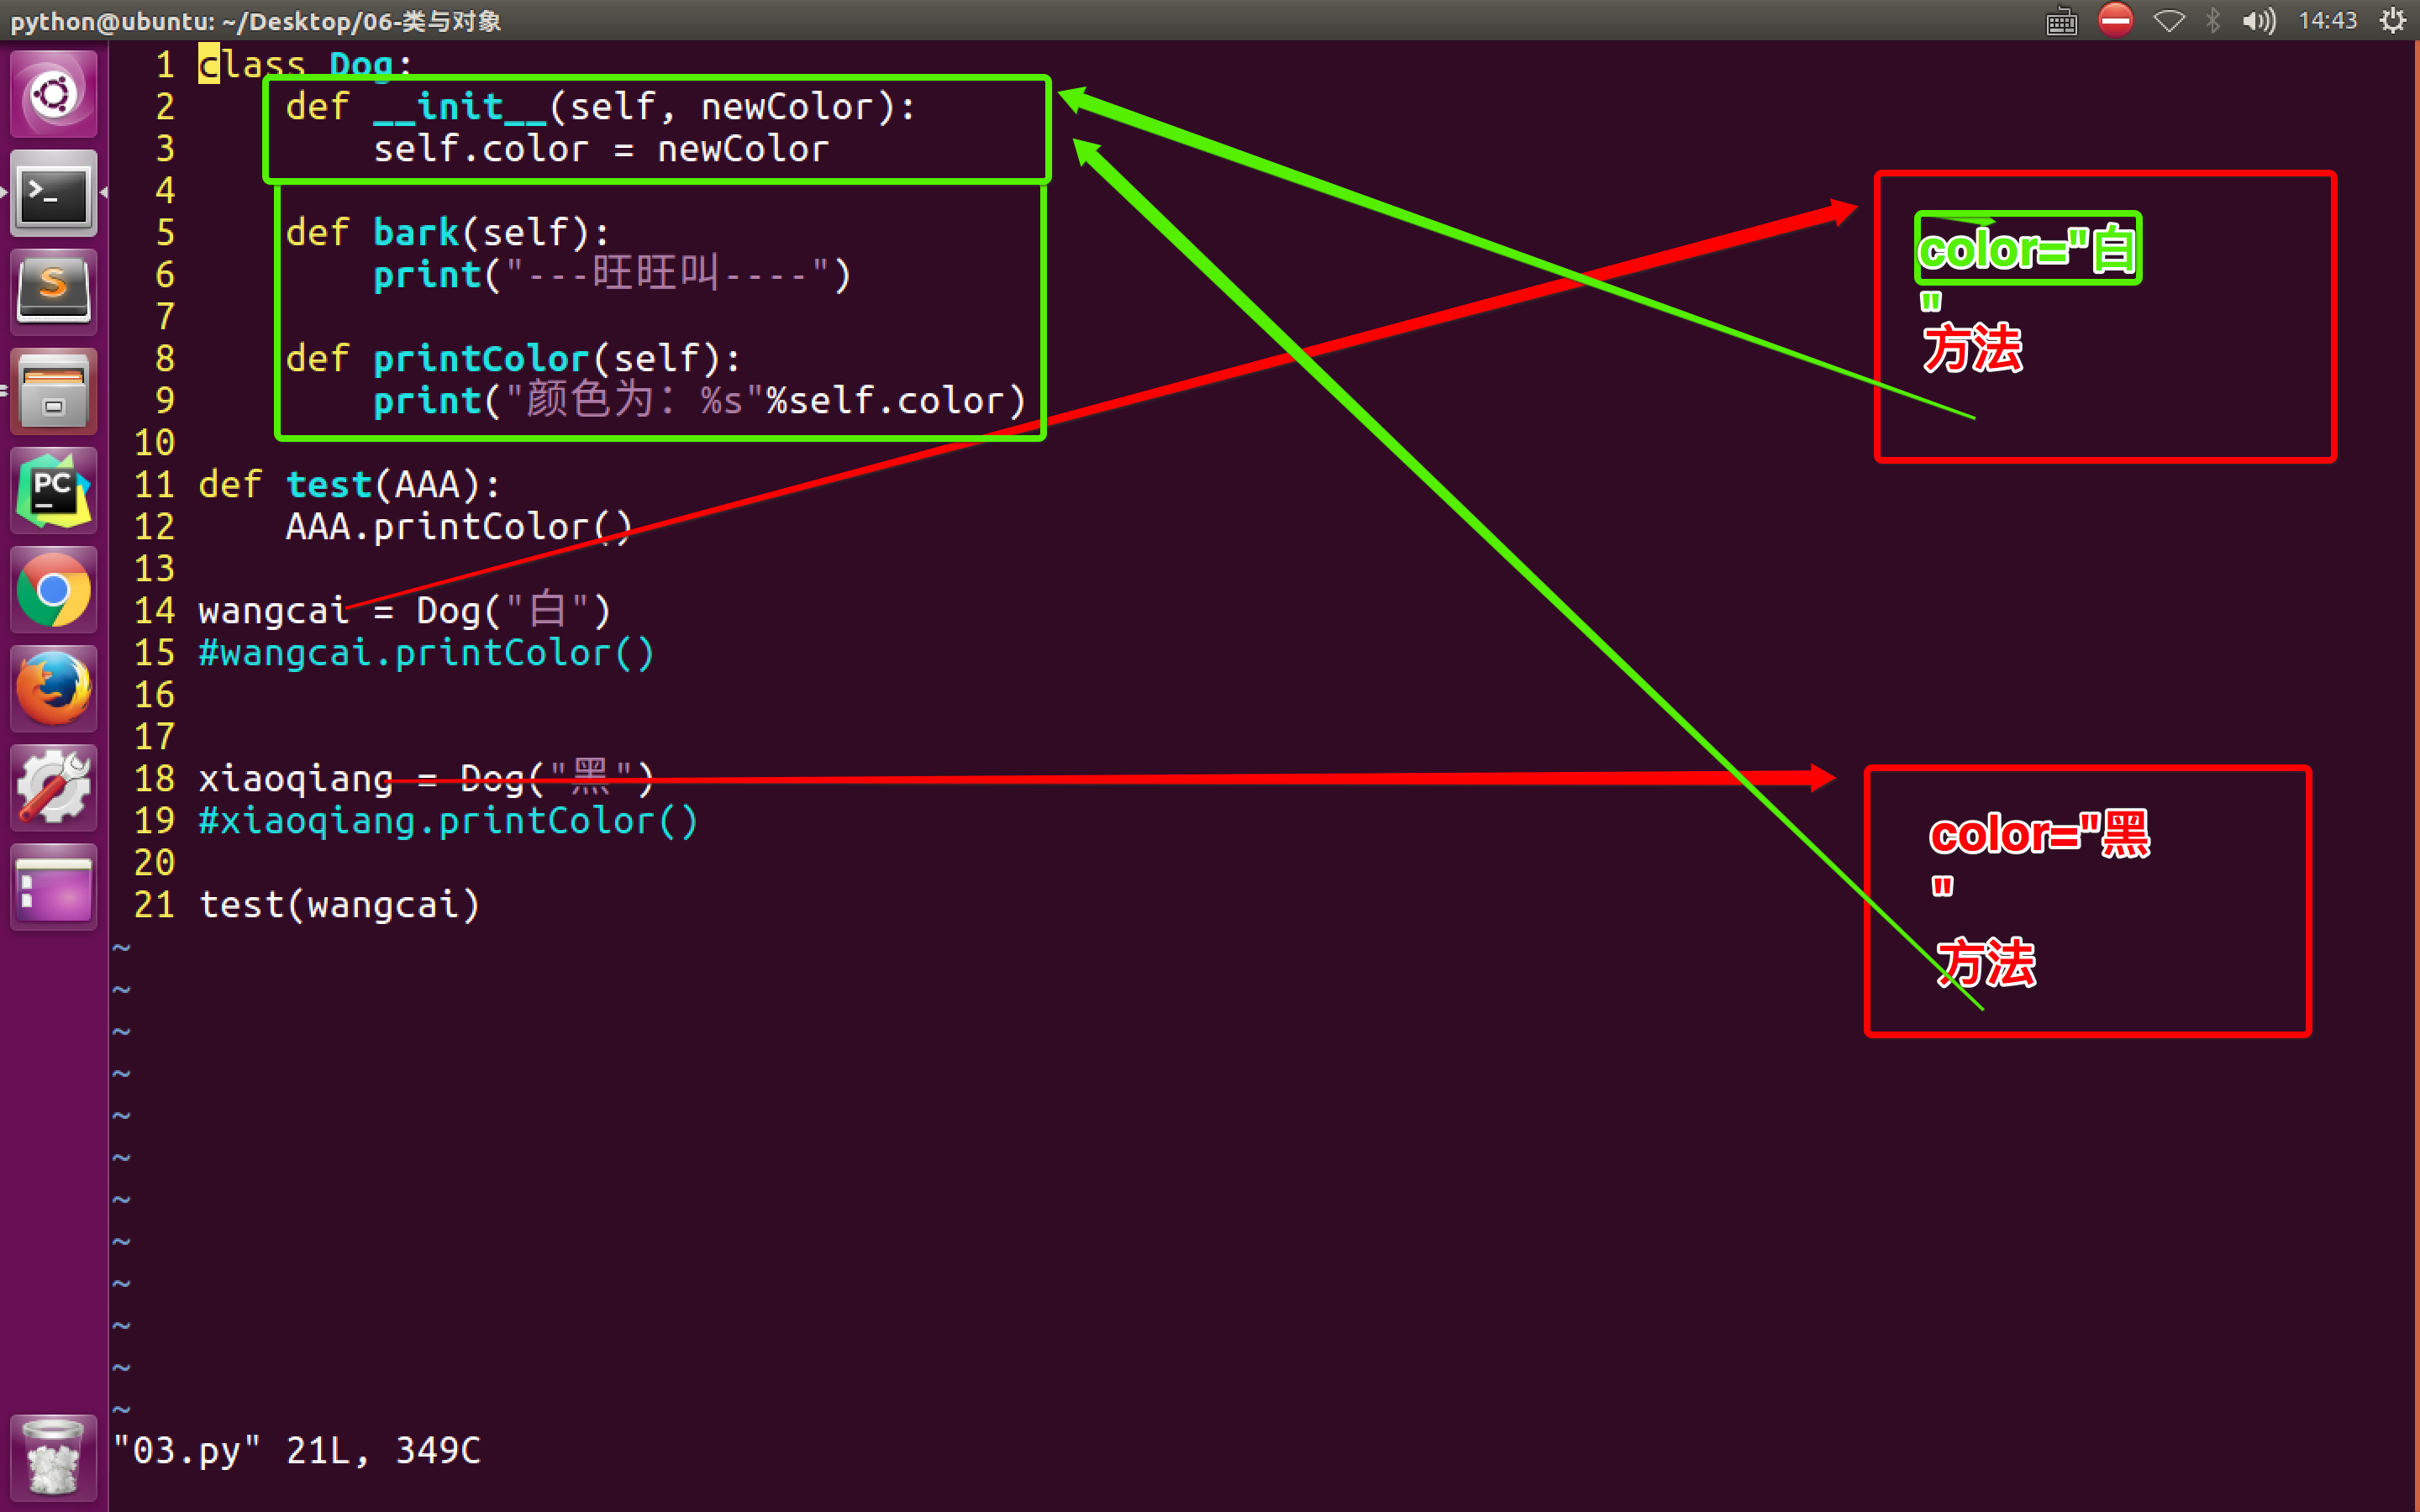 python@ubuntu: ~/Desktop/06-类与对象
14:43
1 class Dog:
2     def __init__(self, newColor):
3         self.color = newColor
4
5     def bark(self):
6         print("---旺旺叫----")
7
8     def printColor(self):
9         print("颜色为：%s"%self.color)
10
11 def test(AAA):
12     AAA.printColor()
13
14 wangcai = Dog("白")
15 #wangcai.printColor()
16
17
18 xiaoqiang = Dog("黑")
19 #xiaoqiang.printColor()
20
21 test(wangcai)
~
~
~
~
~
~
~
~
~
~
~
~
"03.py" 21L, 349C
color="白
"
方法
color="黑
"
方法
S
PC